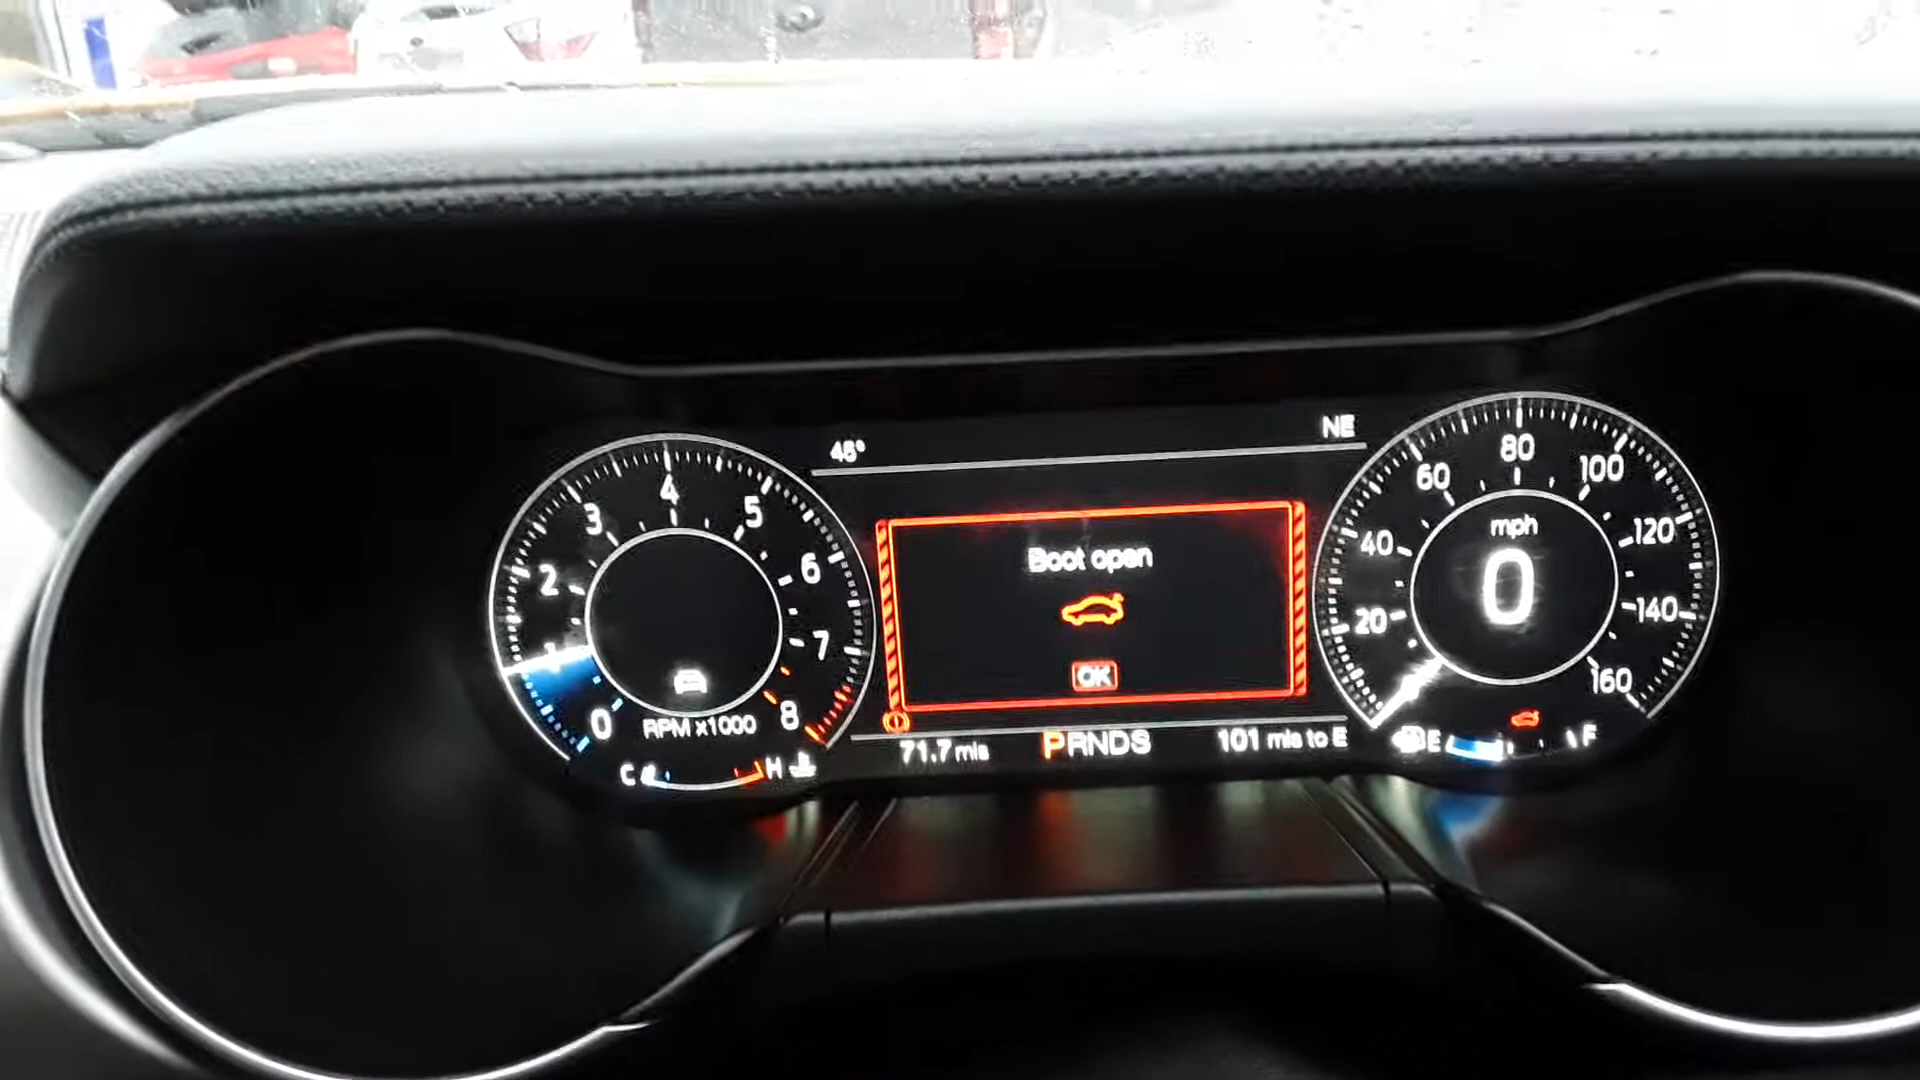 46° NE
0 1 2 3 4 5 6 7 8
RPM x1000
C H
Boot open
OK
71.7 mls PRNDS 101 mls to E
20 40 60 80 100 120 140 160
mph
0
E F